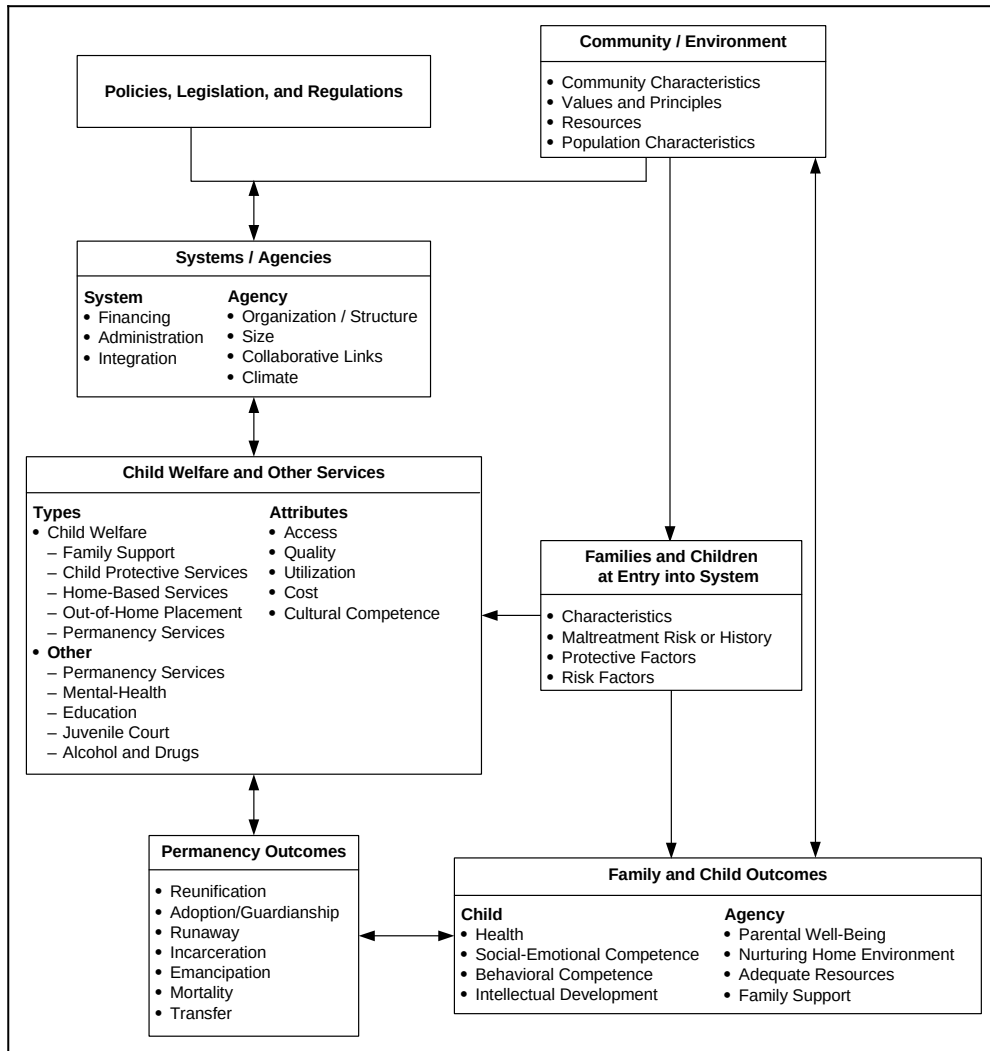 Policies, Legislation, and Regulations
Community / Environment
• Community Characteristics
• Values and Principles
• Resources
• Population Characteristics
Systems / Agencies
System
• Financing
• Administration
• Integration
Agency
• Organization / Structure
• Size
• Collaborative Links
• Climate
Child Welfare and Other Services
Types
• Child Welfare
– Family Support
– Child Protective Services
– Home-Based Services
– Out-of-Home Placement
– Permanency Services
• Other
– Permanency Services
– Mental-Health
– Education
– Juvenile Court
– Alcohol and Drugs
Attributes
• Access
• Quality
• Utilization
• Cost
• Cultural Competence
Families and Children
at Entry into System
• Characteristics
• Maltreatment Risk or History
• Protective Factors
• Risk Factors
Permanency Outcomes
• Reunification
• Adoption/Guardianship
• Runaway
• Incarceration
• Emancipation
• Mortality
• Transfer
Family and Child Outcomes
Child
• Health
• Social-Emotional Competence
• Behavioral Competence
• Intellectual Development
Agency
• Parental Well-Being
• Nurturing Home Environment
• Adequate Resources
• Family Support